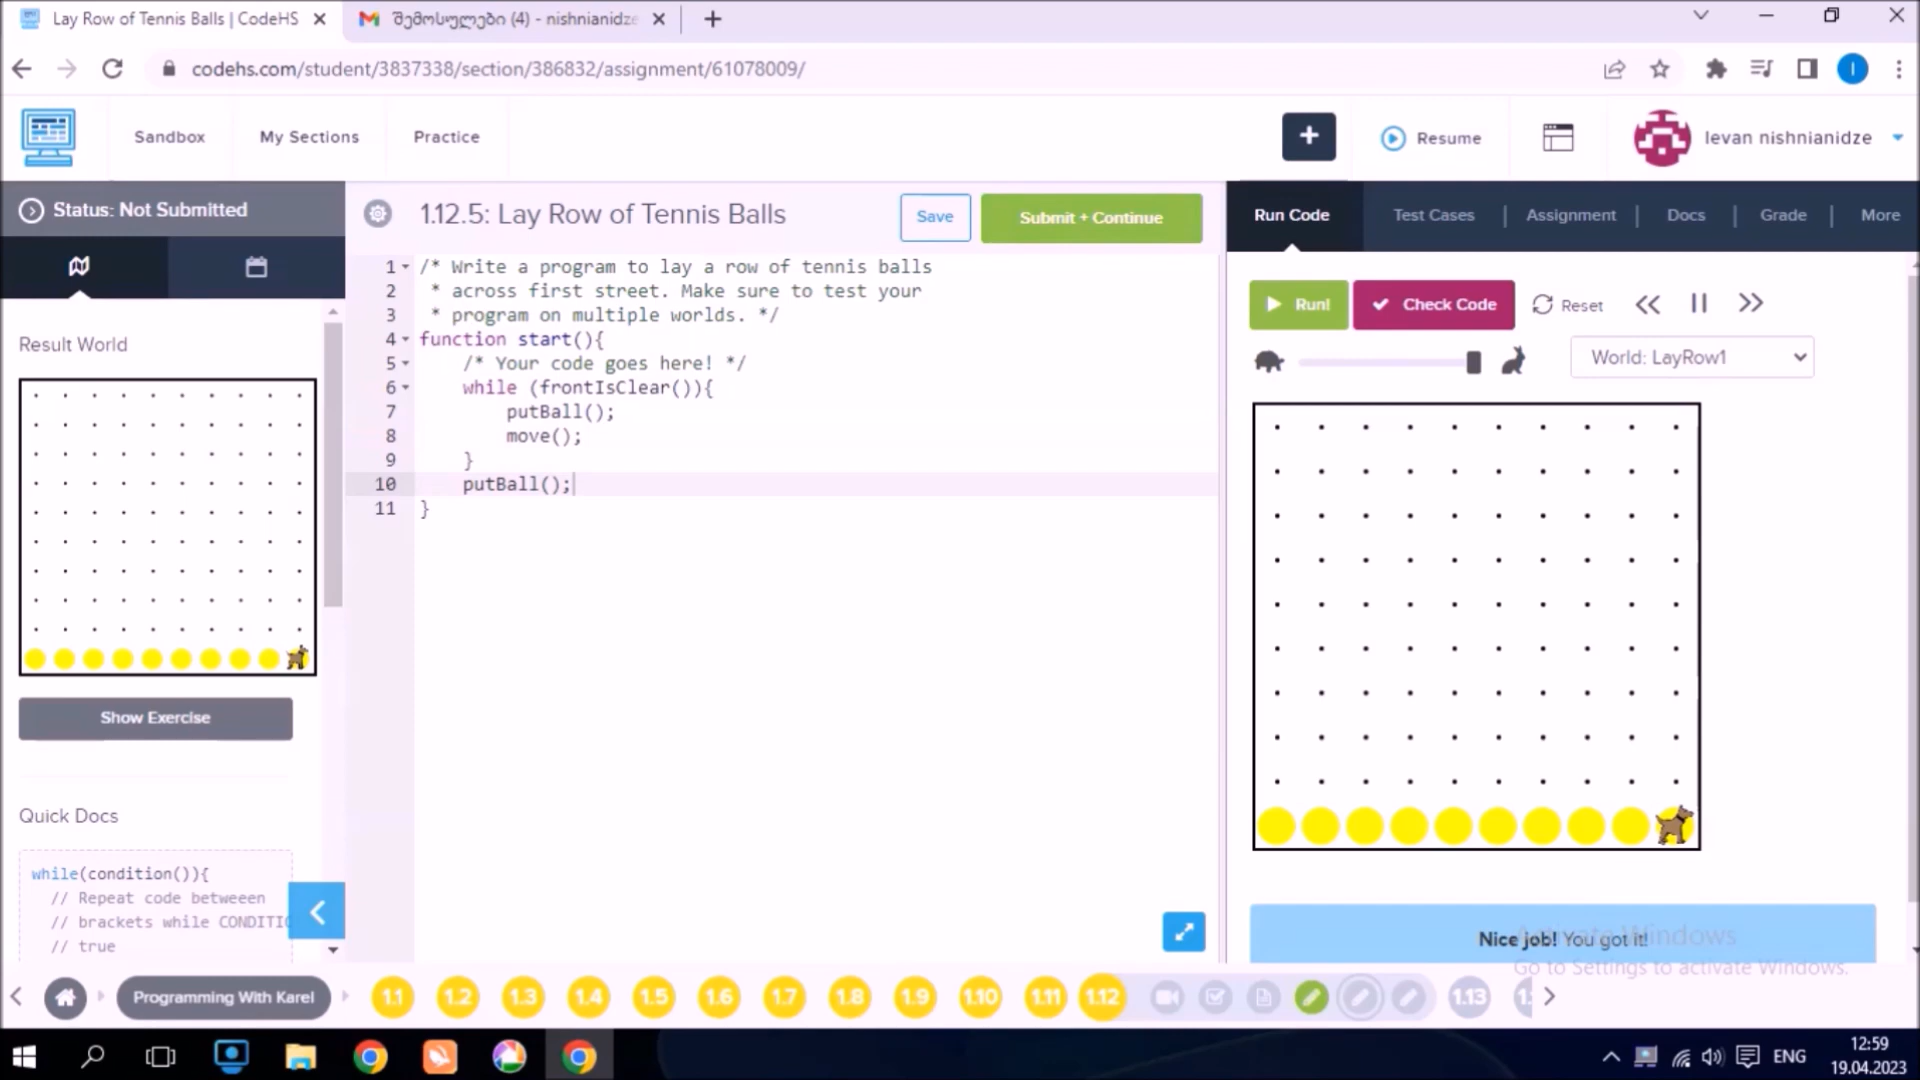 Lay Row of Tennis Balls | CodeHS
შემოსულები (4) - nishnianidze
codehs.com/student/3837338/section/386832/assignment/61078009/
I
Sandbox
My Sections
Practice
+
Resume
levan nishnianidze
Status: Not Submitted
1.12.5: Lay Row of Tennis Balls
Save
Submit + Continue
Run Code
Test Cases
Assignment
Docs
Grade
More
Result World
Show Exercise
Quick Docs
while(condition()){
// Repeat code betweeen
// brackets while CONDITIO
// true
1 /* Write a program to lay a row of tennis balls
2 * across first street. Make sure to test your
3 * program on multiple worlds. */
4 function start(){
5 /* Your code goes here! */
6 while (frontIsClear()){
7 putBall();
8 move();
9 }
10 putBall();
11 }
Run!
Check Code
Reset
World: LayRow1
Nice job! You got it!
Activate Windows
Go to Settings to activate Windows.
Programming With Karel
1.1
1.2
1.3
1.4
1.5
1.6
1.7
1.8
1.9
1.10
1.11
1.12
1.13
ENG
12:59
19.04.2023